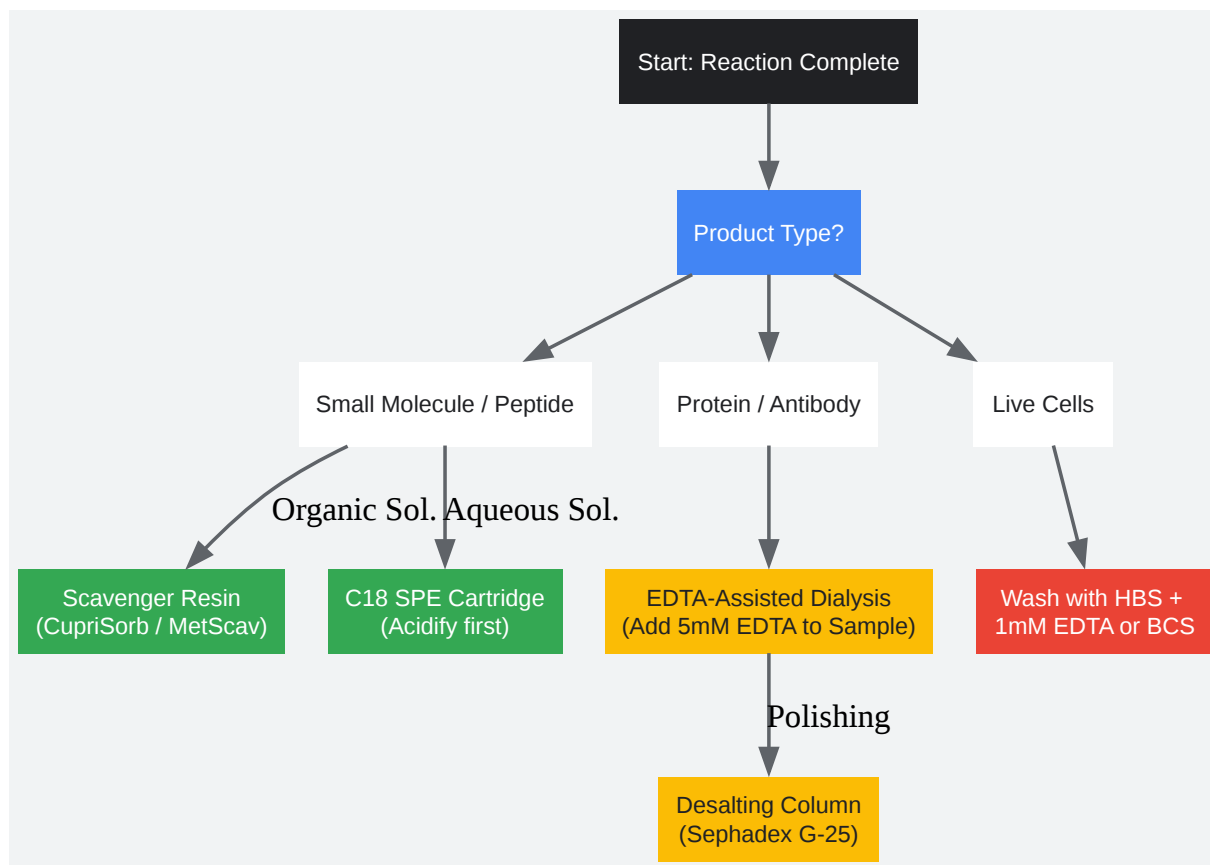 Start: Reaction Complete
Product Type?
Small Molecule / Peptide
Protein / Antibody
Live Cells
Organic Sol.
Aqueous Sol.
Scavenger Resin
(CupriSorb / MetScav)
C18 SPE Cartridge
(Acidify first)
EDTA-Assisted Dialysis
(Add 5mM EDTA to Sample)
Wash with HBS +
1mM EDTA or BCS
Polishing
Desalting Column
(Sephadex G-25)